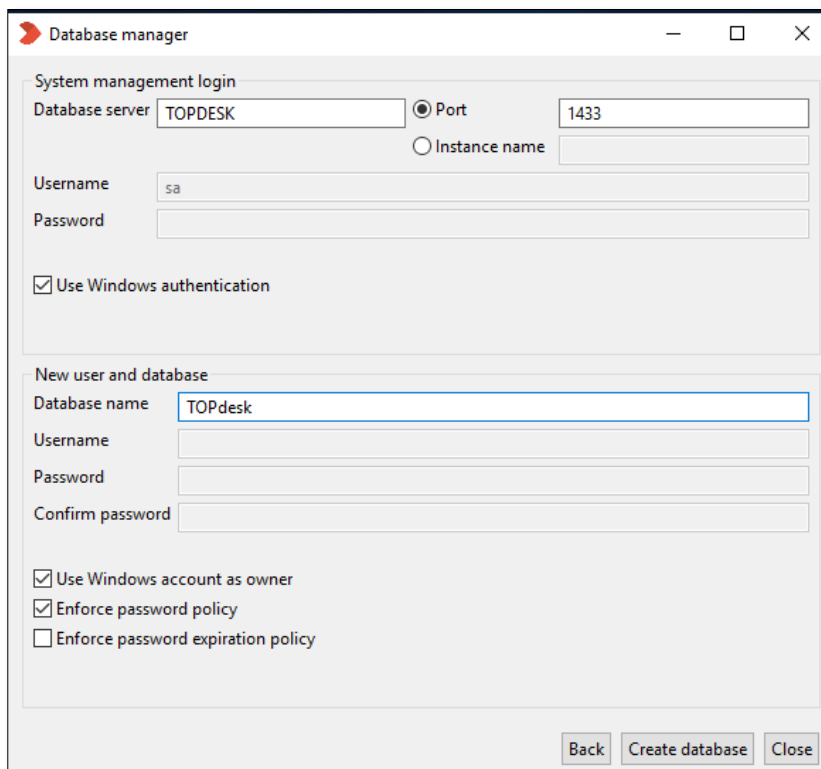 Database manager
System management login
Database server TOPDESK Port 1433
Instance name
Username sa
Password
Use Windows authentication
New user and database
Database name TOPdesk
Username
Password
Confirm password
Use Windows account as owner
Enforce password policy
Enforce password expiration policy
Back Create database Close